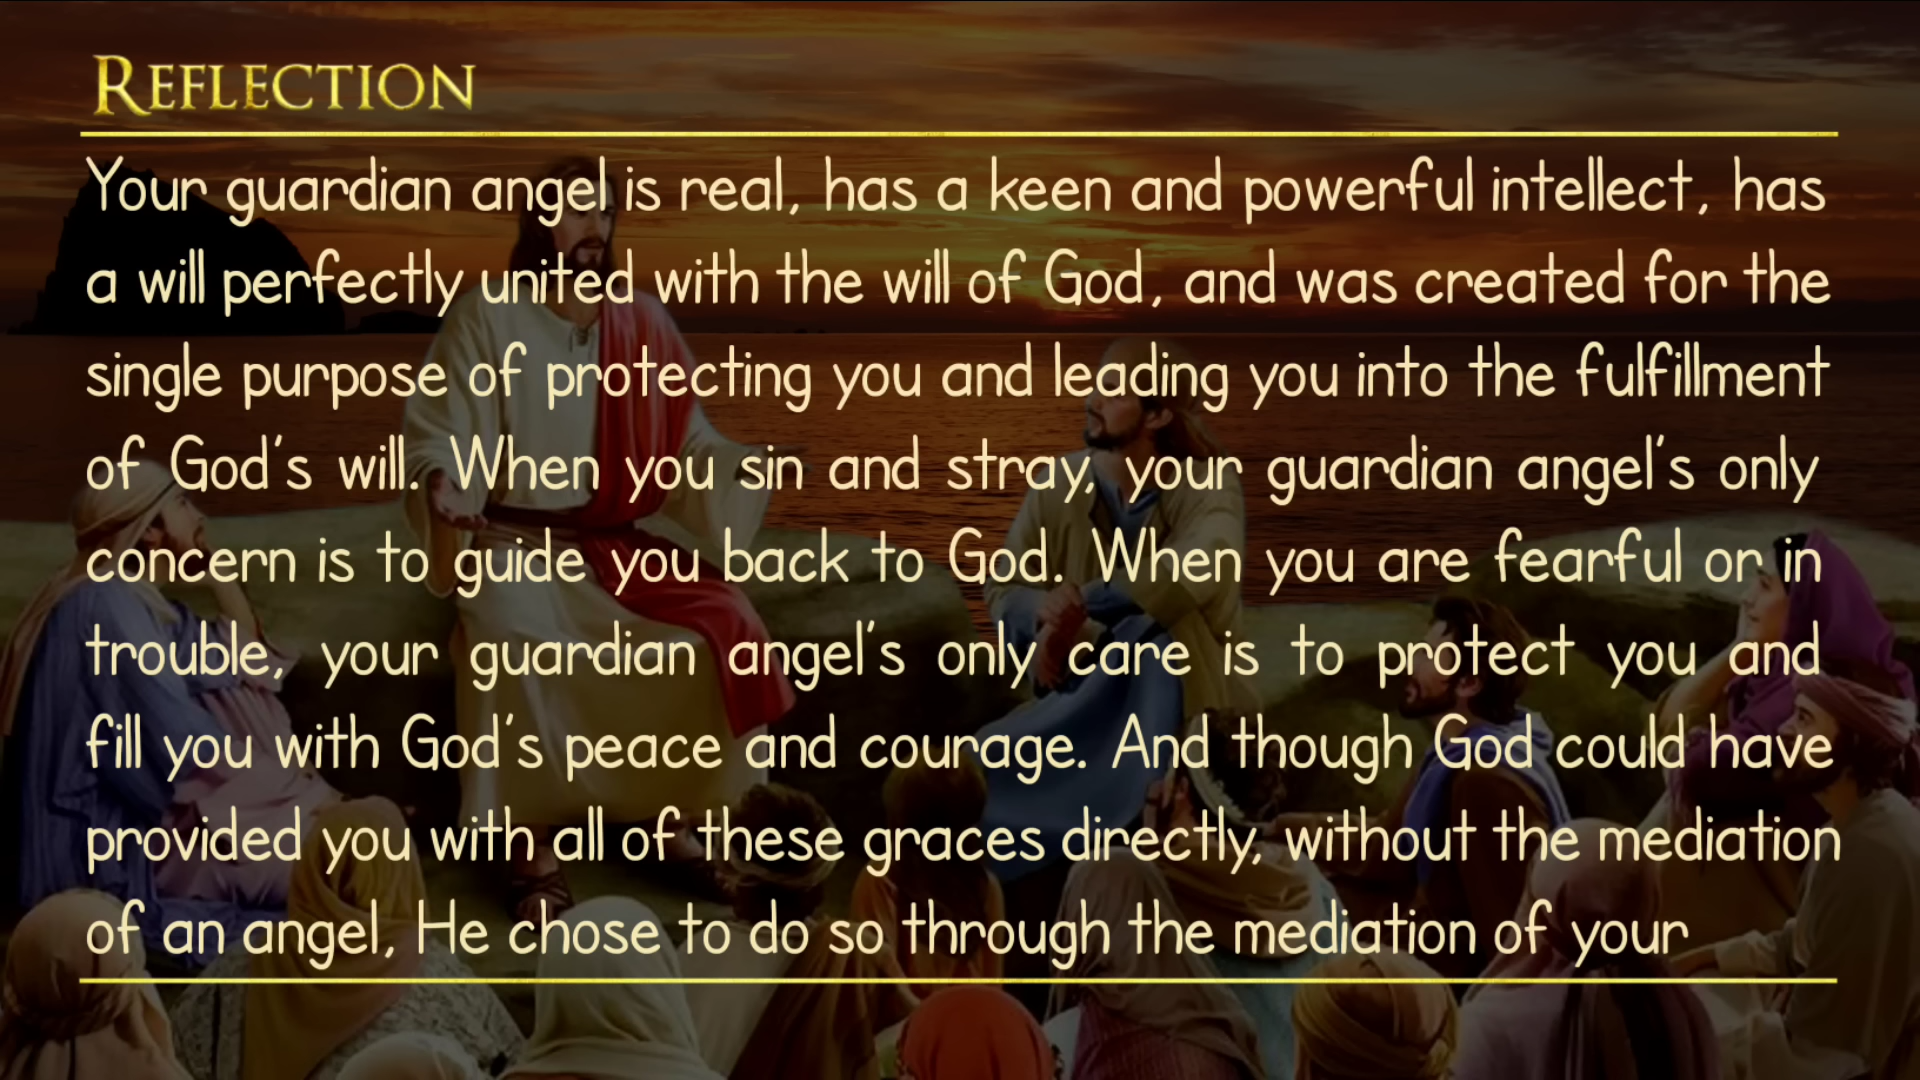 REFLECTION
Your guardian angel is real, has a keen and powerful intellect, has
a will perfectly united with the will of God, and was created for the
single purpose of protecting you and leading you into the fulfillment
of God's will. When you sin and stray, your guardian angel's only
concern is to guide you back to God. When you are fearful or in
trouble, your guardian angel's only care is to protect you and
fill you with God's peace and courage. And though God could have
provided you with all of these graces directly, without the mediation
of an angel, He chose to do so through the mediation of your